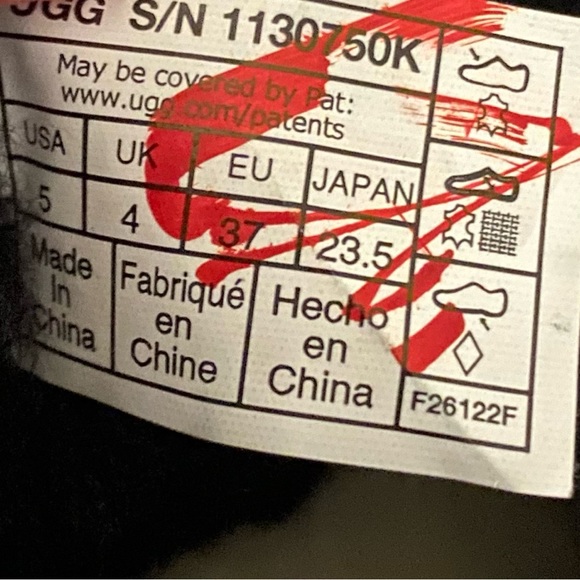 UGG S/N 1130750K
May be covered by Pat:
www.ugg.com/patents
USA UK EU JAPAN
5 4 37 23.5
Made in China
Fabriqué en Chine
Hecho en China
F26122F